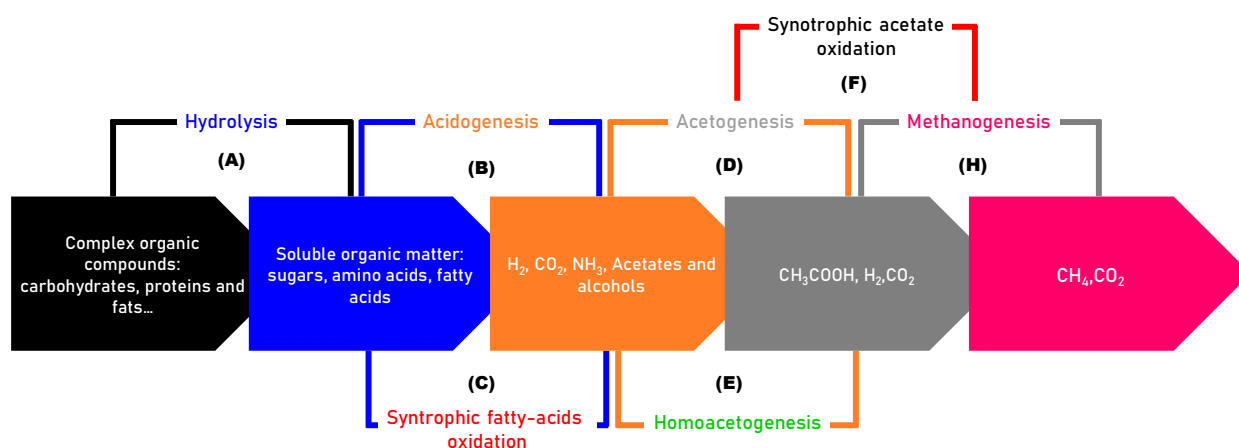 Synotrophic acetate
oxidation
(F)
Hydrolysis
Acidogenesis
Acetogenesis
Methanogenesis
(A)
(B)
(D)
(H)
Complex organic
compounds:
carbohydrates, proteins and
fats...
Soluble organic matter:
sugars, amino acids, fatty
acids
H₂, CO₂, NH₃, Acetates and
alcohols
CH₃COOH, H₂,CO₂
CH₄,CO₂
(C)
(E)
Syntrophic fatty-acids
oxidation
Homoacetogenesis